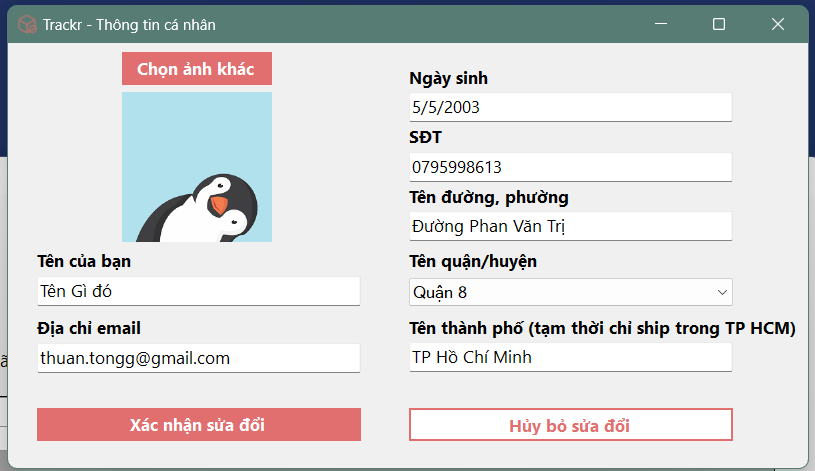 Trackr - Thông tin cá nhân
Chọn ảnh khác
Tên của bạn
Tên Gì đó
Địa chỉ email
thuan.tongg@gmail.com
Xác nhận sửa đổi
Ngày sinh
5/5/2003
SĐT
0795998613
Tên đường, phường
Đường Phan Văn Trị
Tên quận/huyện
Quận 8
Tên thành phố (tạm thời chỉ ship trong TP HCM)
TP Hồ Chí Minh
Hủy bỏ sửa đổi